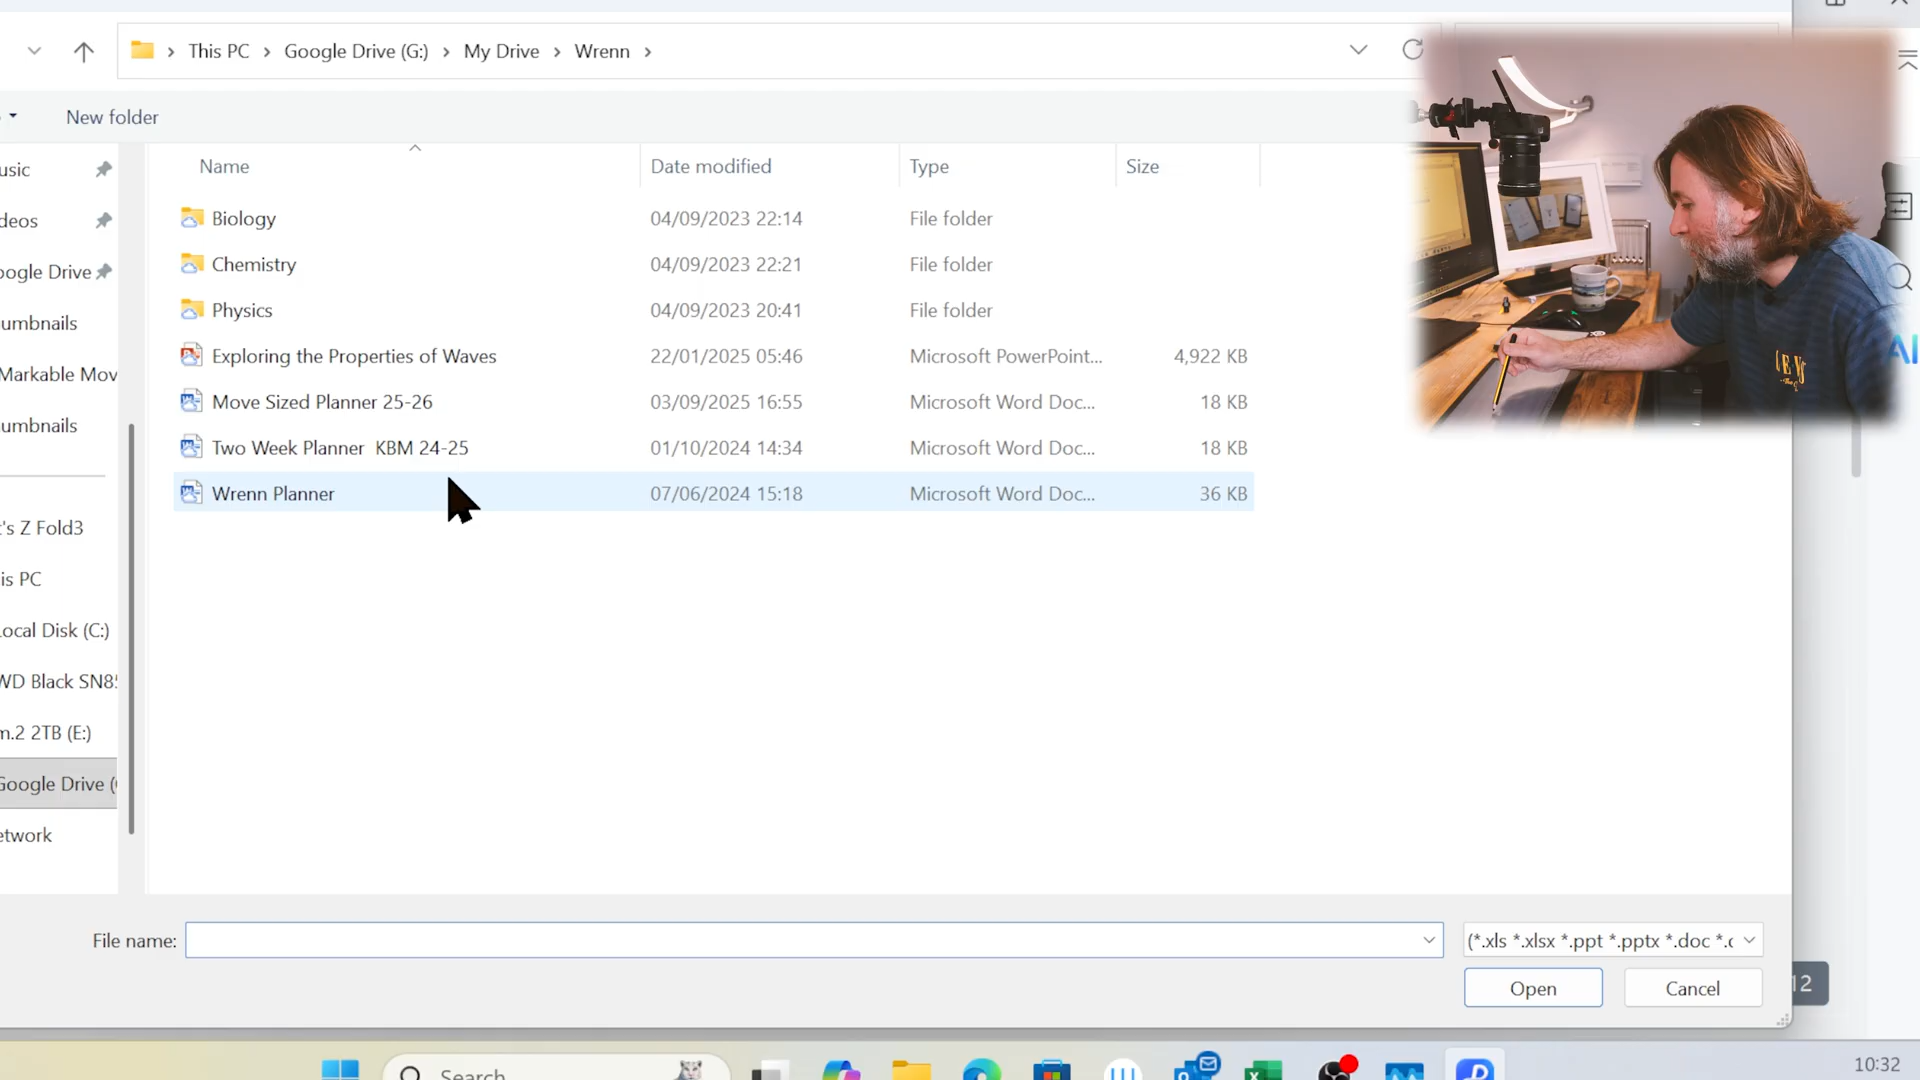 This PC > Google Drive (G:) > My Drive > Wrenn >
New folder
Name Date modified Type Size
usic
deos
oogle Drive
umbnails
Markable Mov
umbnails
t's Z Fold3
is PC
Local Disk (C:)
WD Black SN85
m.2 2TB (E:)
Google Drive (
etwork
Biology 04/09/2023 22:14 File folder
Chemistry 04/09/2023 22:21 File folder
Physics 04/09/2023 20:41 File folder
Exploring the Properties of Waves 22/01/2025 05:46 Microsoft PowerPoint... 4,922 KB
Move Sized Planner 25-26 03/09/2025 16:55 Microsoft Word Doc... 18 KB
Two Week Planner KBM 24-25 01/10/2024 14:34 Microsoft Word Doc... 18 KB
Wrenn Planner 07/06/2024 15:18 Microsoft Word Doc... 36 KB
AI
File name:
(*.xls *.xlsx *.ppt *.pptx *.doc *.c
Open Cancel
12
Search
10:32